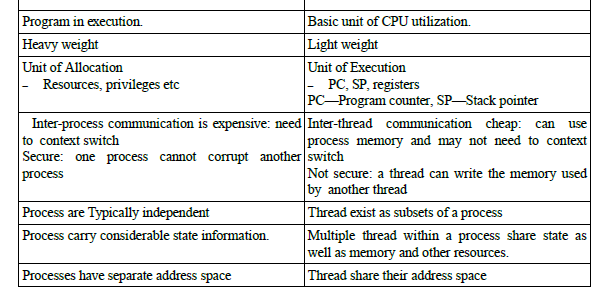 Program in execution.
Basic unit of CPU utilization.
Heavy weight
Light weight
Unit of Allocation
– Resources, privileges etc
Unit of Execution
– PC, SP, registers
PC—Program counter, SP—Stack pointer
Inter-process communication is expensive: need
to context switch
Secure: one process cannot corrupt another
process
Inter-thread communication cheap: can use
process memory and may not need to context
switch
Not secure: a thread can write the memory used
by another thread
Process are Typically independent
Thread exist as subsets of a process
Process carry considerable state information.
Multiple thread within a process share state as
well as memory and other resources.
Processes have separate address space
Thread share their address space